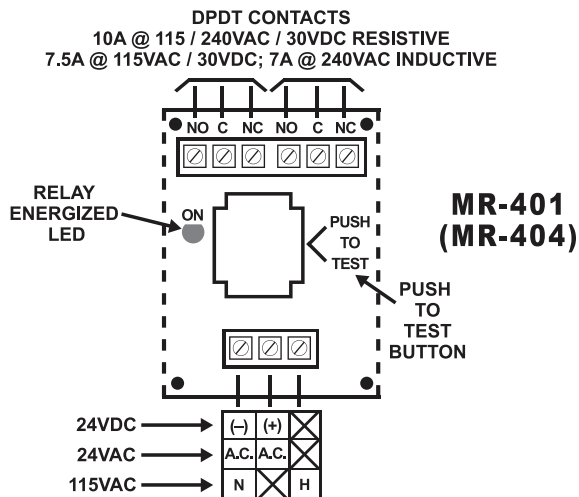 DPDT CONTACTS
10A @ 115 / 240VAC / 30VDC RESISTIVE
7.5A @ 115VAC / 30VDC; 7A @ 240VAC INDUCTIVE
NO C NC NO C NC
RELAY
ENERGIZED
LED
ON
PUSH
TO
TEST
MR-401
(MR-404)
PUSH
TO
TEST
BUTTON
24VDC (–) (+)
24VAC A.C. A.C.
115VAC N H